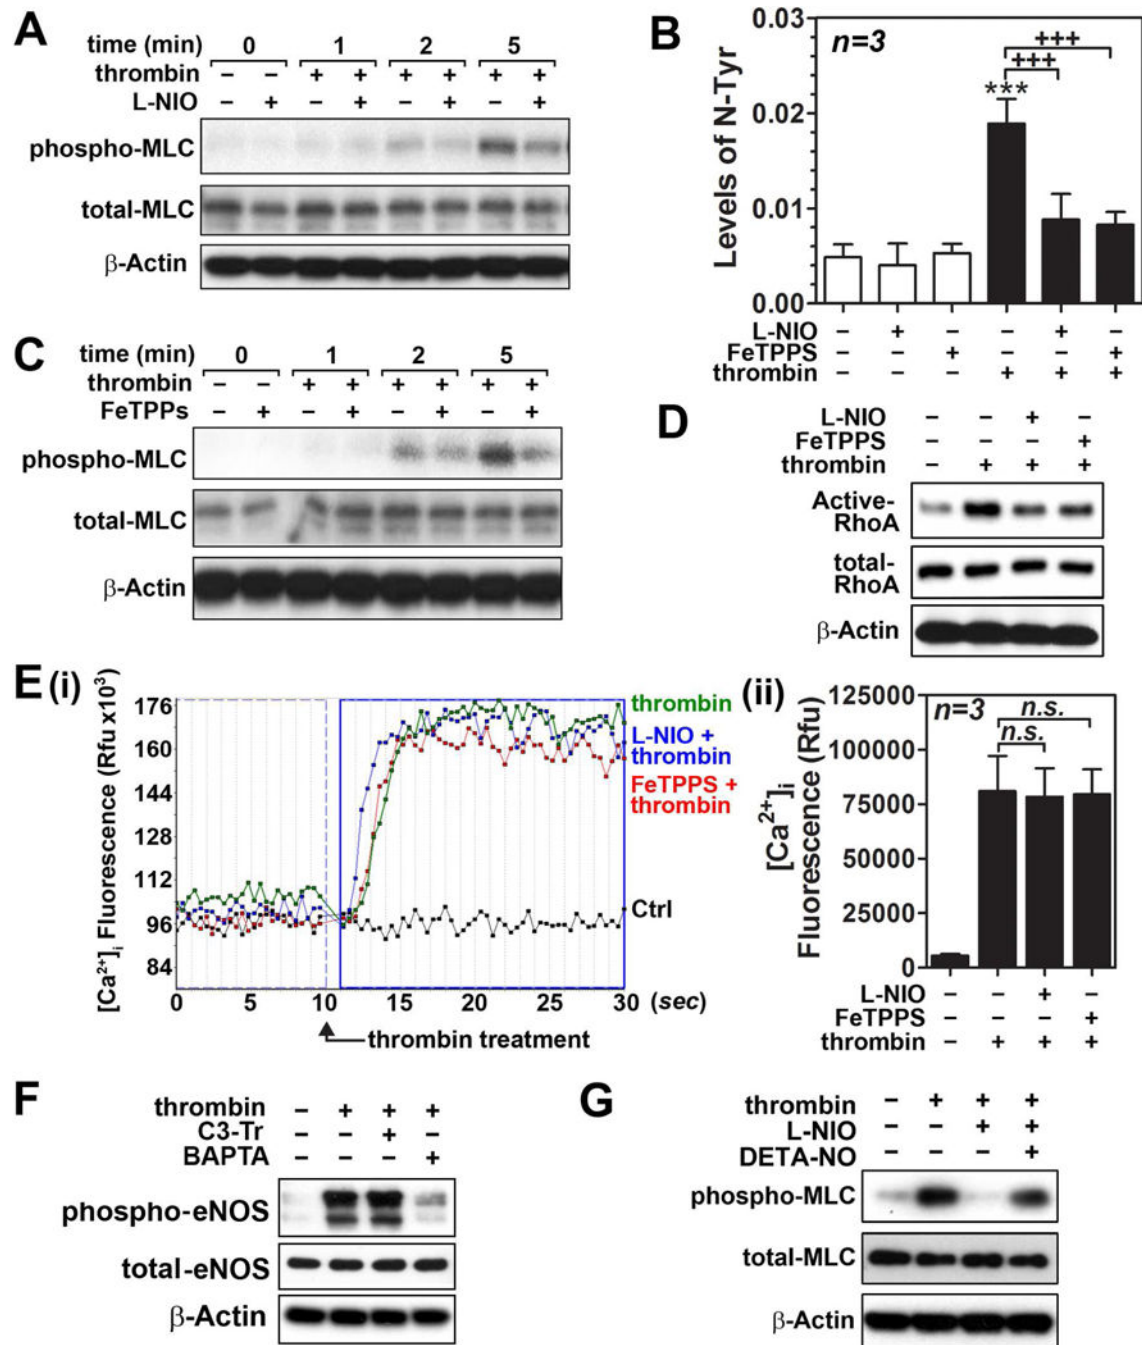 A
time (min) 0 1 2 5
thrombin – – + + + + + +
L-NIO – + – + – + – +
phospho-MLC
total-MLC
β-Actin
B
n=3
+++
+++
***
Levels of N-Tyr
0.03
0.02
0.01
0.00
L-NIO – + – – + –
FeTPPS – – + – – +
thrombin – – – + + +
C
time (min) 0 1 2 5
thrombin – – + + + + + +
FeTPPs – + – + – + – +
phospho-MLC
total-MLC
β-Actin
D
L-NIO – – + –
FeTPPS – – – +
thrombin – + + +
Active-
RhoA
total-
RhoA
β-Actin
E (i)
[Ca²⁺]i Fluorescence (Rfu x10³)
176
160
144
128
112
96
84
0 5 10 15 20 25 30 (sec)
thrombin
L-NIO +
thrombin
FeTPPS +
thrombin
Ctrl
thrombin treatment
(ii)
n=3
n.s.
n.s.
[Ca²⁺]i
Fluorescence (Rfu)
125000
100000
75000
50000
25000
0
L-NIO – – + –
FeTPPS – – – +
thrombin – + + +
F
thrombin – + + +
C3-Tr – – + –
BAPTA – – – +
phospho-eNOS
total-eNOS
β-Actin
G
thrombin – + + +
L-NIO – – + +
DETA-NO – – – +
phospho-MLC
total-MLC
β-Actin